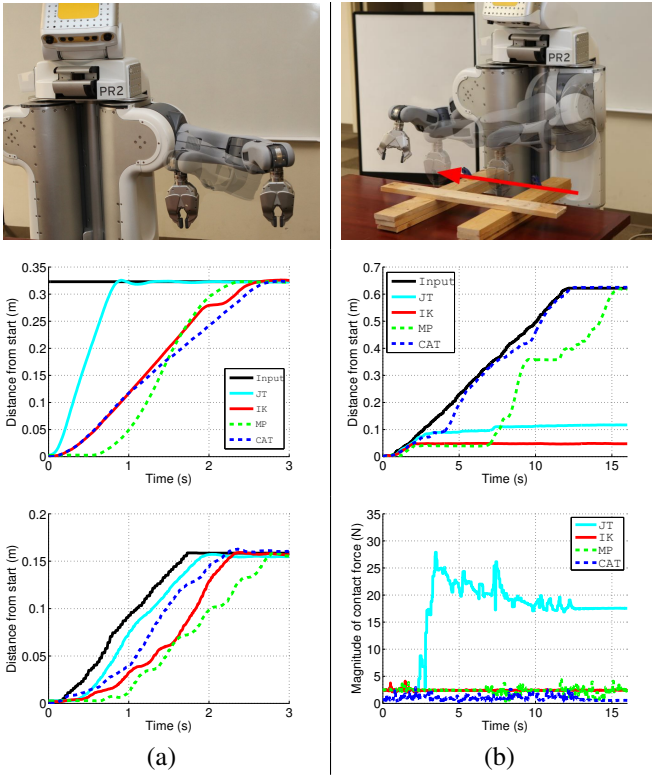 PR2
PR2
Distance from start (m)
0.35
0.3
0.25
0.2
0.15
0.1
0.05
0
0 1 2 3
Time (s)
Input
JT
IK
MP
CAT
Distance from start (m)
0.7
0.6
0.5
0.4
0.3
0.2
0.1
0
0 5 10 15
Time (s)
Input
JT
IK
MP
CAT
Distance from start (m)
0.2
0.15
0.1
0.05
0
0 1 2 3
Time (s)
Magnitude of contact force (N)
35
30
25
20
15
10
5
0
0 5 10 15
Time (s)
JT
IK
MP
CAT
(a)
(b)